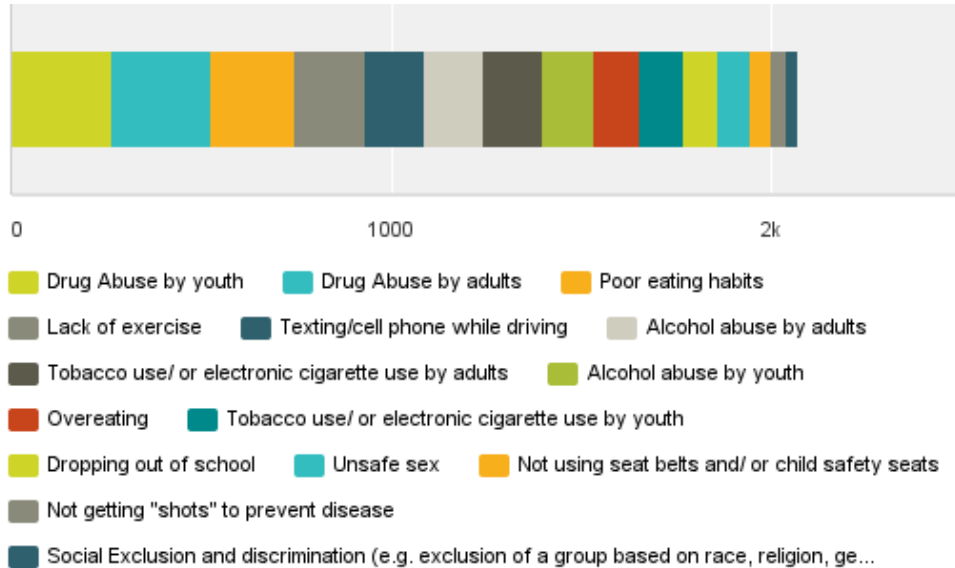 0 1000 2k
Drug Abuse by youth Drug Abuse by adults Poor eating habits
Lack of exercise Texting/cell phone while driving Alcohol abuse by adults
Tobacco use/ or electronic cigarette use by adults Alcohol abuse by youth
Overeating Tobacco use/ or electronic cigarette use by youth
Dropping out of school Unsafe sex Not using seat belts and/ or child safety seats
Not getting "shots" to prevent disease
Social Exclusion and discrimination (e.g. exclusion of a group based on race, religion, ge...